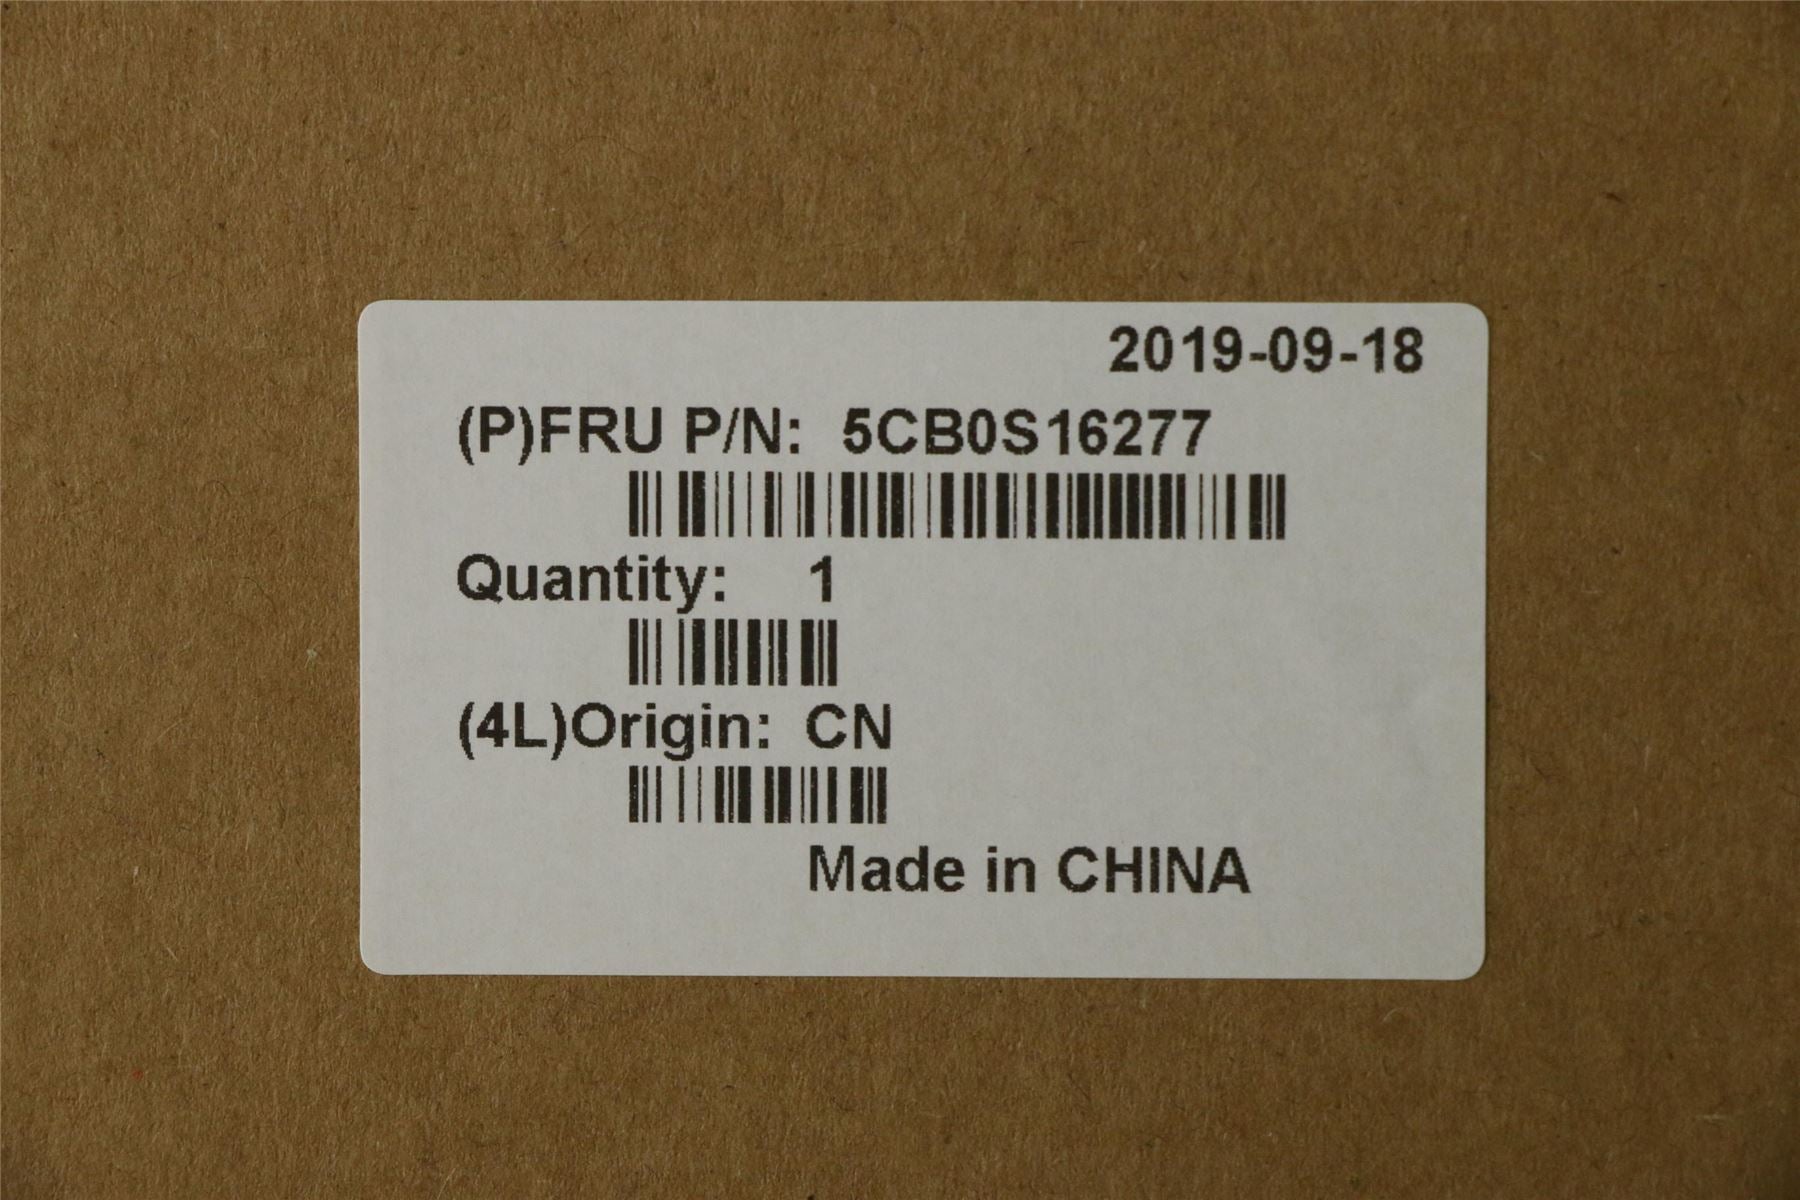 2019-09-18
(P)FRU P/N: 5CB0S16277
Quantity: 1
(4L)Origin: CN
Made in CHINA